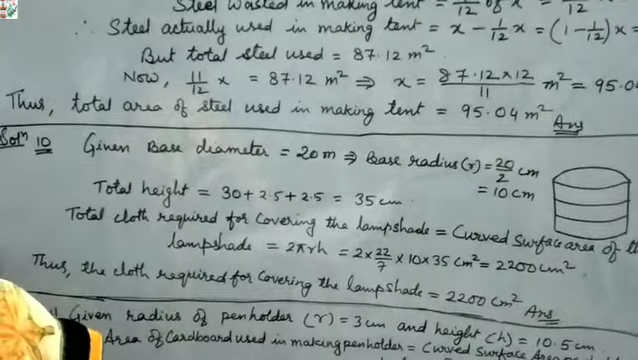 Steel wasted in making tent = 1/12 of x = /12
∴ Steel actually used in making tent = x - 1/12 x = (1 - 1/12) x =
But total steel used = 87.12 m²
Now, 11/12 x = 87.12 m² ⇒ x = 87.12 × 12/11 m² = 95.04
Thus, total area of steel used in making tent = 95.04 m² Ans
Solⁿ 10 Given Base diameter = 20m ⇒ Base radius (r) = 20/2 cm
= 10 cm
Total height = 30 + 2.5 + 2.5 = 35 cm
Total cloth required for covering the lampshade = Curved surface area of the
lampshade = 2πrh = 2 × 22/7 × 10 × 35 cm² = 2200 cm²
Thus, the cloth required for covering the lampshade = 2200 cm² Ans
Given radius of penholder (r) = 3 cm and height (h) = 10.5 cm
Area of Cardboard used in making penholder = Curved Surface Area